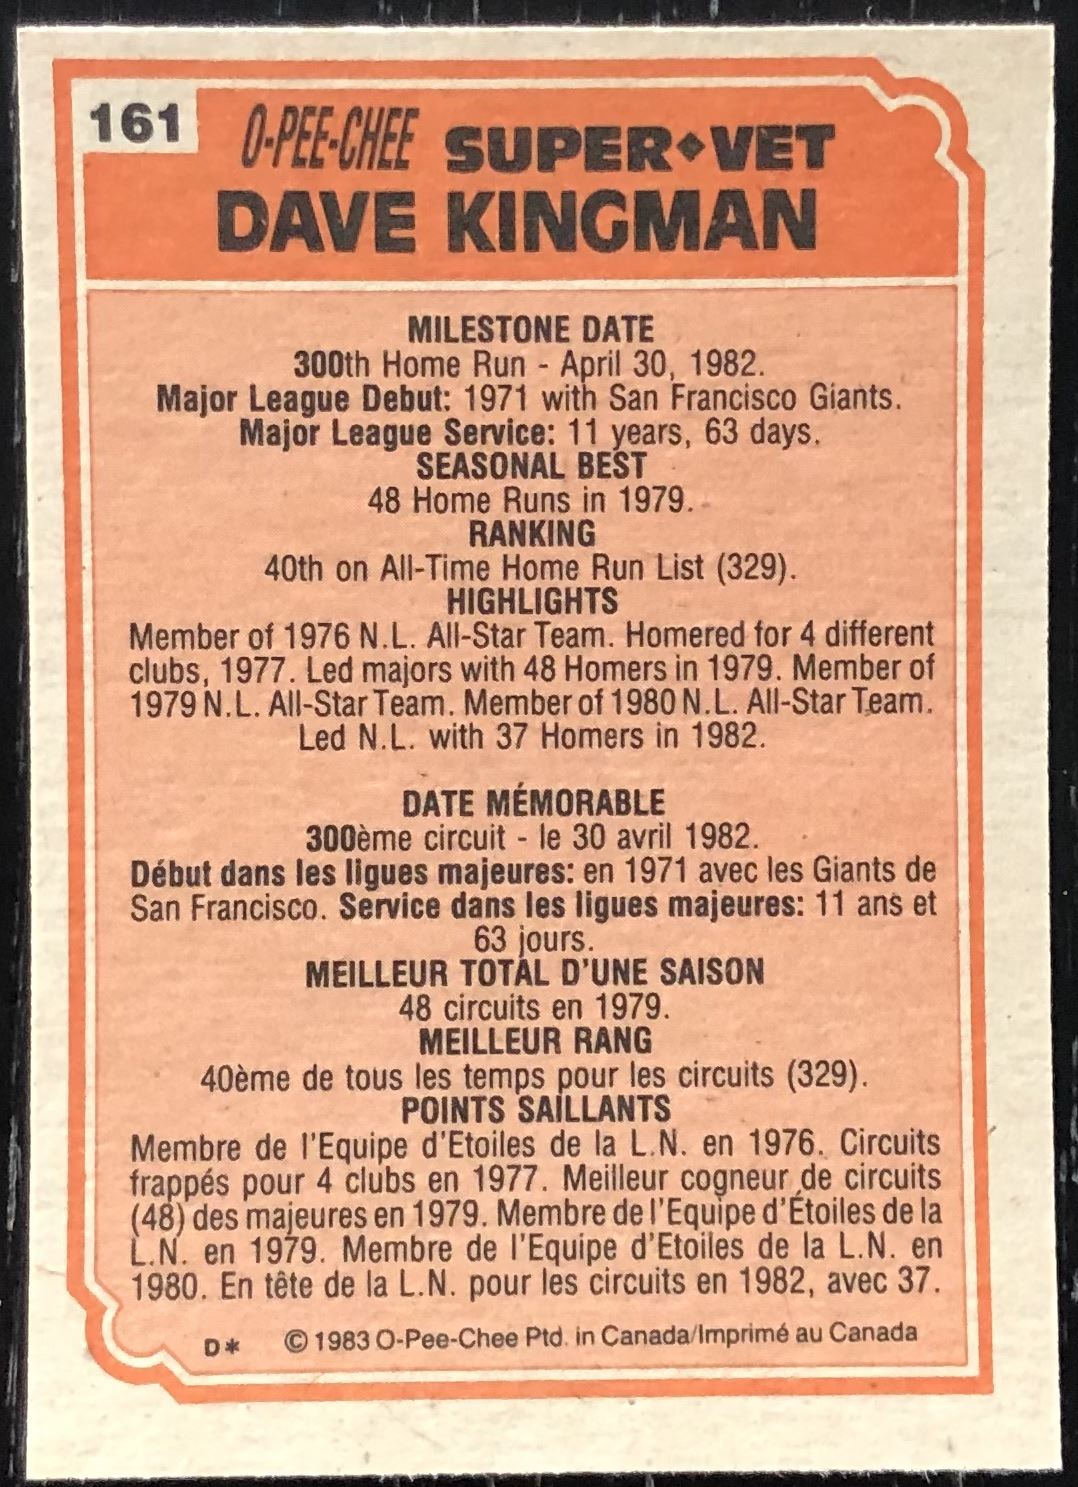 161
O-PEE-CHEE SUPER◆VET
DAVE KINGMAN
MILESTONE DATE
300th Home Run - April 30, 1982.
Major League Debut: 1971 with San Francisco Giants.
Major League Service: 11 years, 63 days.
SEASONAL BEST
48 Home Runs in 1979.
RANKING
40th on All-Time Home Run List (329).
HIGHLIGHTS
Member of 1976 N.L. All-Star Team. Homered for 4 different
clubs, 1977. Led majors with 48 Homers in 1979. Member of
1979 N.L. All-Star Team. Member of 1980 N.L. All-Star Team.
Led N.L. with 37 Homers in 1982.
DATE MÉMORABLE
300ème circuit - le 30 avril 1982.
Début dans les ligues majeures: en 1971 avec les Giants de
San Francisco. Service dans les ligues majeures: 11 ans et
63 jours.
MEILLEUR TOTAL D'UNE SAISON
48 circuits en 1979.
MEILLEUR RANG
40ème de tous les temps pour les circuits (329).
POINTS SAILLANTS
Membre de l'Equipe d'Etoiles de la L.N. en 1976. Circuits
frappés pour 4 clubs en 1977. Meilleur cogneur de circuits
(48) des majeures en 1979. Membre de l'Equipe d'Étoiles de la
L.N. en 1979. Membre de l'Equipe d'Etoiles de la L.N. en
1980. En tête de la L.N. pour les circuits en 1982, avec 37.
D* © 1983 O-Pee-Chee Ptd. in Canada/Imprimé au Canada